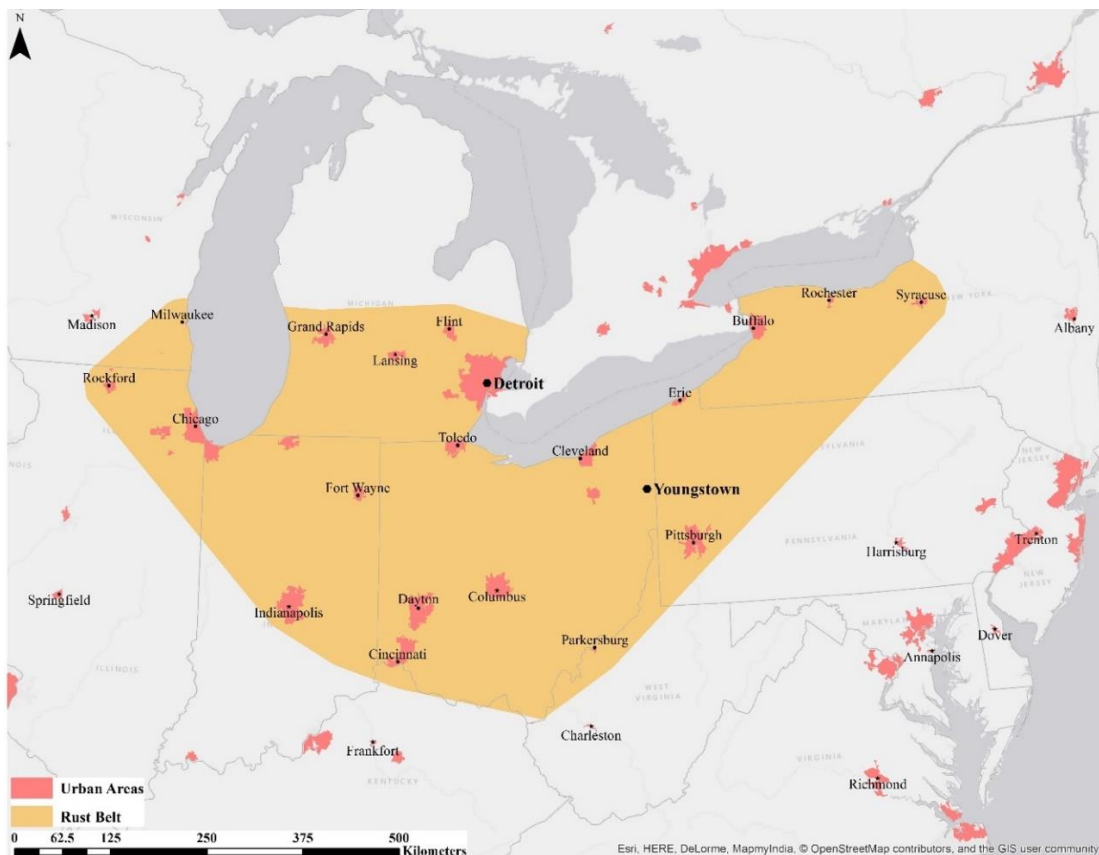 N
WISCONSIN
Madison
Milwaukee
MICHIGAN
Grand Rapids
Flint
Lansing
Rochester
Syracuse
NEW YORK
Buffalo
Albany
Rockford
Detroit
Erie
Chicago
Toledo
Cleveland
PENNSYLVANIA
NEW
JERSEY
Fort Wayne
Youngstown
Pittsburgh
PENNSYLVANIA
Harrisburg
Trenton
NEW
JERSEY
Springfield
Indianapolis
Dayton
Columbus
MARYLAND
Dover
Annapolis
Cincinnati
Parkersburg
ILLINOIS
WEST
VIRGINIA
Charleston
Frankfort
KENTUCKY
VIRGINIA
Richmond
Urban Areas
Rust Belt
0 62.5 125 250 375 500
Kilometers
Esri, HERE, DeLorme, MapmyIndia, © OpenStreetMap contributors, and the GIS user community